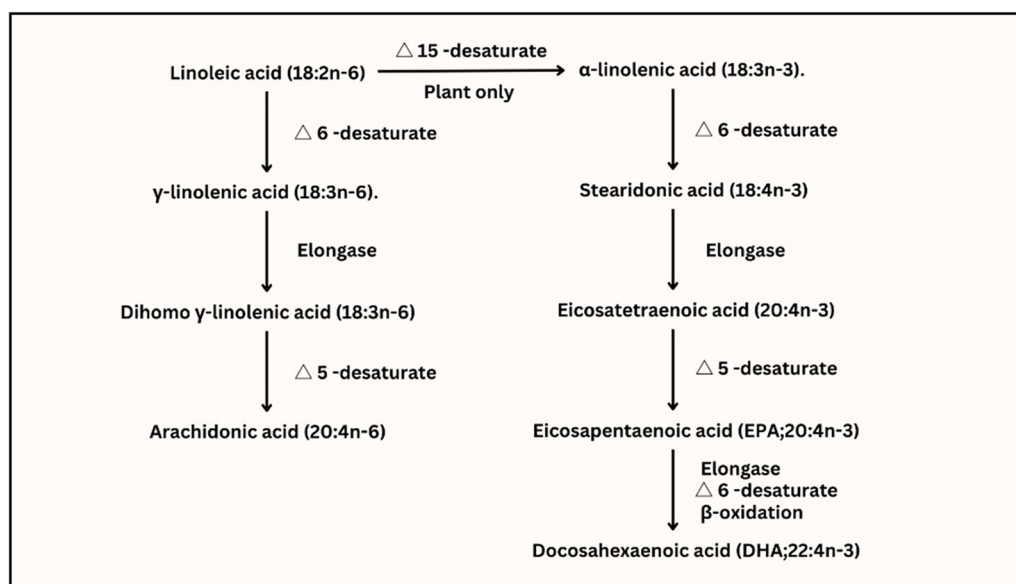 △ 15 -desaturate
Linoleic acid (18:2n-6)
α-linolenic acid (18:3n-3).
Plant only
△ 6 -desaturate
△ 6 -desaturate
γ-linolenic acid (18:3n-6).
Stearidonic acid (18:4n-3)
Elongase
Elongase
Dihomo γ-linolenic acid (18:3n-6)
Eicosatetraenoic acid (20:4n-3)
△ 5 -desaturate
△ 5 -desaturate
Arachidonic acid (20:4n-6)
Eicosapentaenoic acid (EPA;20:4n-3)
Elongase
△ 6 -desaturate
β-oxidation
Docosahexaenoic acid (DHA;22:4n-3)